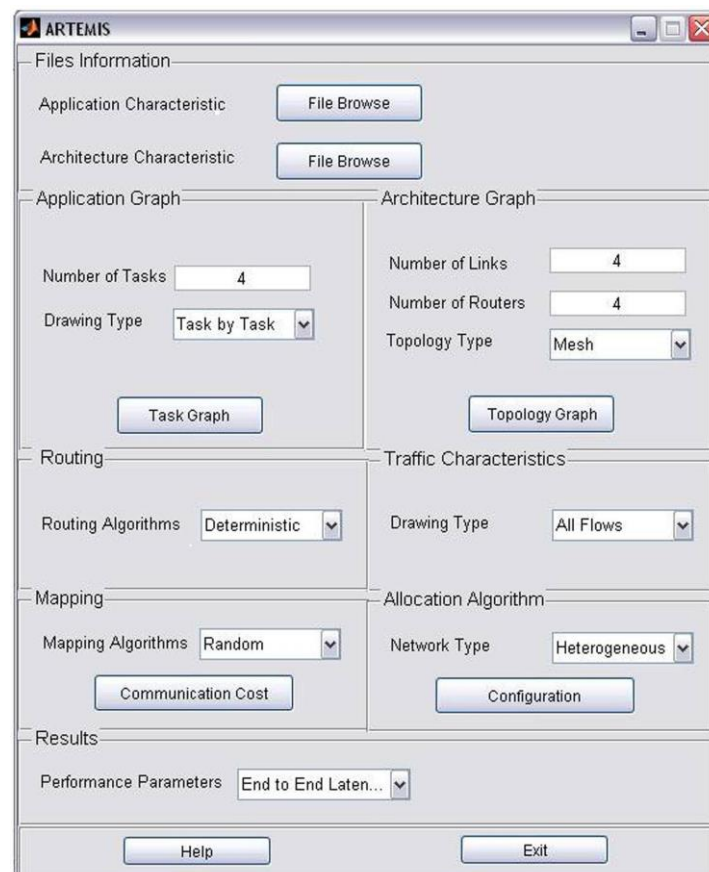 ARTEMIS
Files Information
Application Characteristic
File Browse
Architecture Characteristic
File Browse
Application Graph
Number of Tasks
4
Drawing Type
Task by Task
Task Graph
Architecture Graph
Number of Links
4
Number of Routers
4
Topology Type
Mesh
Topology Graph
Routing
Routing Algorithms
Deterministic
Traffic Characteristics
Drawing Type
All Flows
Mapping
Mapping Algorithms
Random
Communication Cost
Allocation Algorithm
Network Type
Heterogeneous
Configuration
Results
Performance Parameters
End to End Laten...
Help
Exit